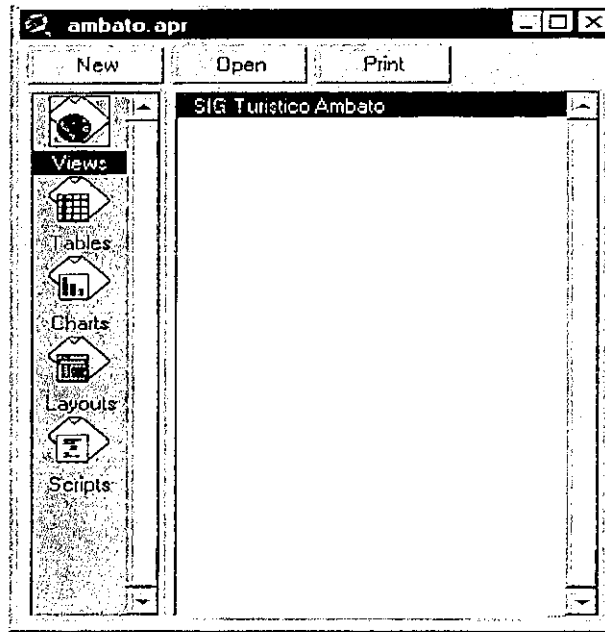 ambato.apr
New Open Print
SIG Turistico Ambato
Views
Tables
Charts
Layouts
Scripts